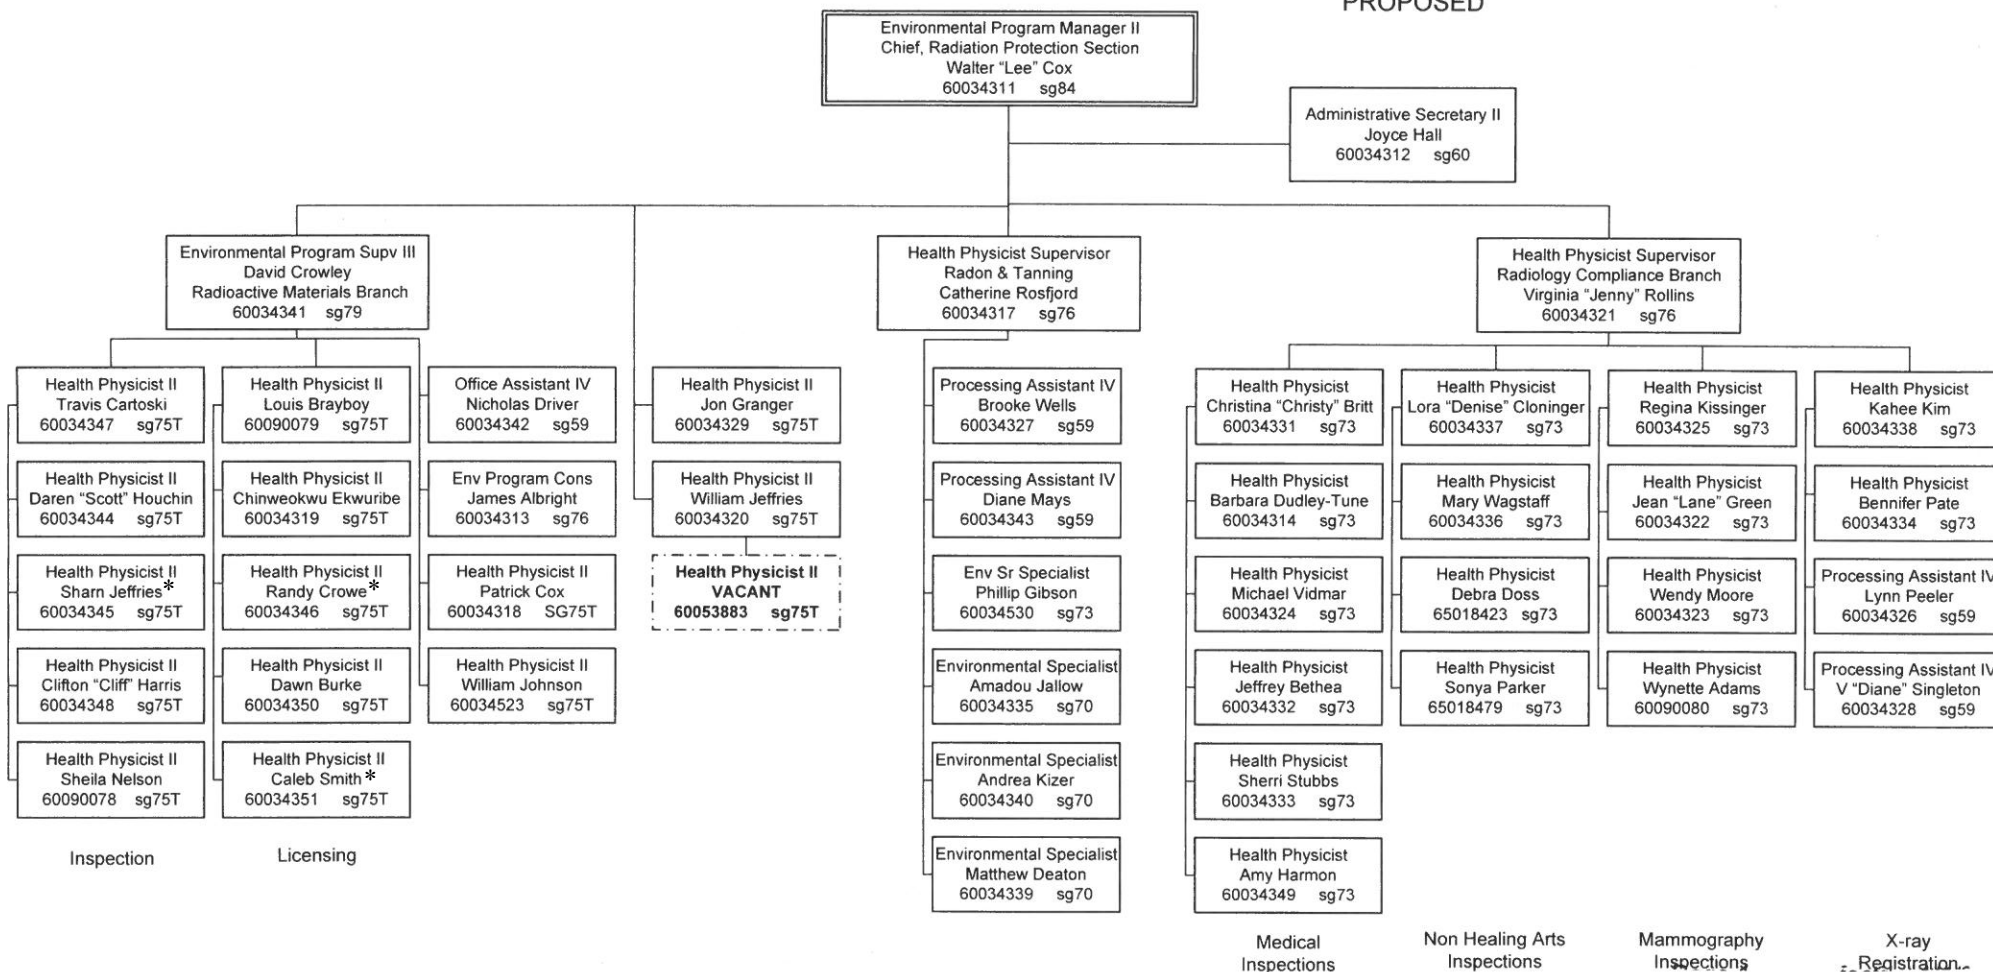 PROPOSED
Environmental Program Manager II
Chief, Radiation Protection Section
Walter “Lee” Cox
60034311 sg84
Administrative Secretary II
Joyce Hall
60034312 sg60
Environmental Program Supv III
David Crowley
Radioactive Materials Branch
60034341 sg79
Health Physicist Supervisor
Radon & Tanning
Catherine Rosfjord
60034317 sg76
Health Physicist Supervisor
Radiology Compliance Branch
Virginia “Jenny” Rollins
60034321 sg76
Health Physicist II
Travis Cartoski
60034347 sg75T
Health Physicist II
Daren “Scott” Houchin
60034344 sg75T
Health Physicist II
Sharn Jeffries*
60034345 sg75T
Health Physicist II
Clifton “Cliff” Harris
60034348 sg75T
Health Physicist II
Sheila Nelson
60090078 sg75T
Inspection
Health Physicist II
Louis Brayboy
60090079 sg75T
Health Physicist II
Chinweokwu Ekwuribe
60034319 sg75T
Health Physicist II
Randy Crowe*
60034346 sg75T
Health Physicist II
Dawn Burke
60034350 sg75T
Health Physicist II
Caleb Smith*
60034351 sg75T
Licensing
Office Assistant IV
Nicholas Driver
60034342 sg59
Env Program Cons
James Albright
60034313 sg76
Health Physicist II
Patrick Cox
60034318 SG75T
Health Physicist II
William Johnson
60034523 sg75T
Health Physicist II
Jon Granger
60034329 sg75T
Health Physicist II
William Jeffries
60034320 sg75T
Health Physicist II
VACANT
60053883 sg75T
Processing Assistant IV
Brooke Wells
60034327 sg59
Processing Assistant IV
Diane Mays
60034343 sg59
Env Sr Specialist
Phillip Gibson
60034530 sg73
Environmental Specialist
Amadou Jallow
60034335 sg70
Environmental Specialist
Andrea Kizer
60034340 sg70
Environmental Specialist
Matthew Deaton
60034339 sg70
Health Physicist
Christina “Christy” Britt
60034331 sg73
Health Physicist
Barbara Dudley-Tune
60034314 sg73
Health Physicist
Michael Vidmar
60034324 sg73
Health Physicist
Jeffrey Bethea
60034332 sg73
Health Physicist
Sherri Stubbs
60034333 sg73
Health Physicist
Amy Harmon
60034349 sg73
Medical
Inspections
Health Physicist
Lora “Denise” Cloninger
60034337 sg73
Health Physicist
Mary Wagstaff
60034336 sg73
Health Physicist
Debra Doss
65018423 sg73
Health Physicist
Sonya Parker
65018479 sg73
Non Healing Arts
Inspections
Health Physicist
Regina Kissinger
60034325 sg73
Health Physicist
Jean “Lane” Green
60034322 sg73
Health Physicist
Wendy Moore
60034323 sg73
Health Physicist
Wynette Adams
60090080 sg73
Mammography
Inspections
Health Physicist
Kahee Kim
60034338 sg73
Health Physicist
Bennifer Pate
60034334 sg73
Processing Assistant IV
Lynn Peeler
60034326 sg59
Processing Assistant IV
V “Diane” Singleton
60034328 sg59
X-ray
Registration